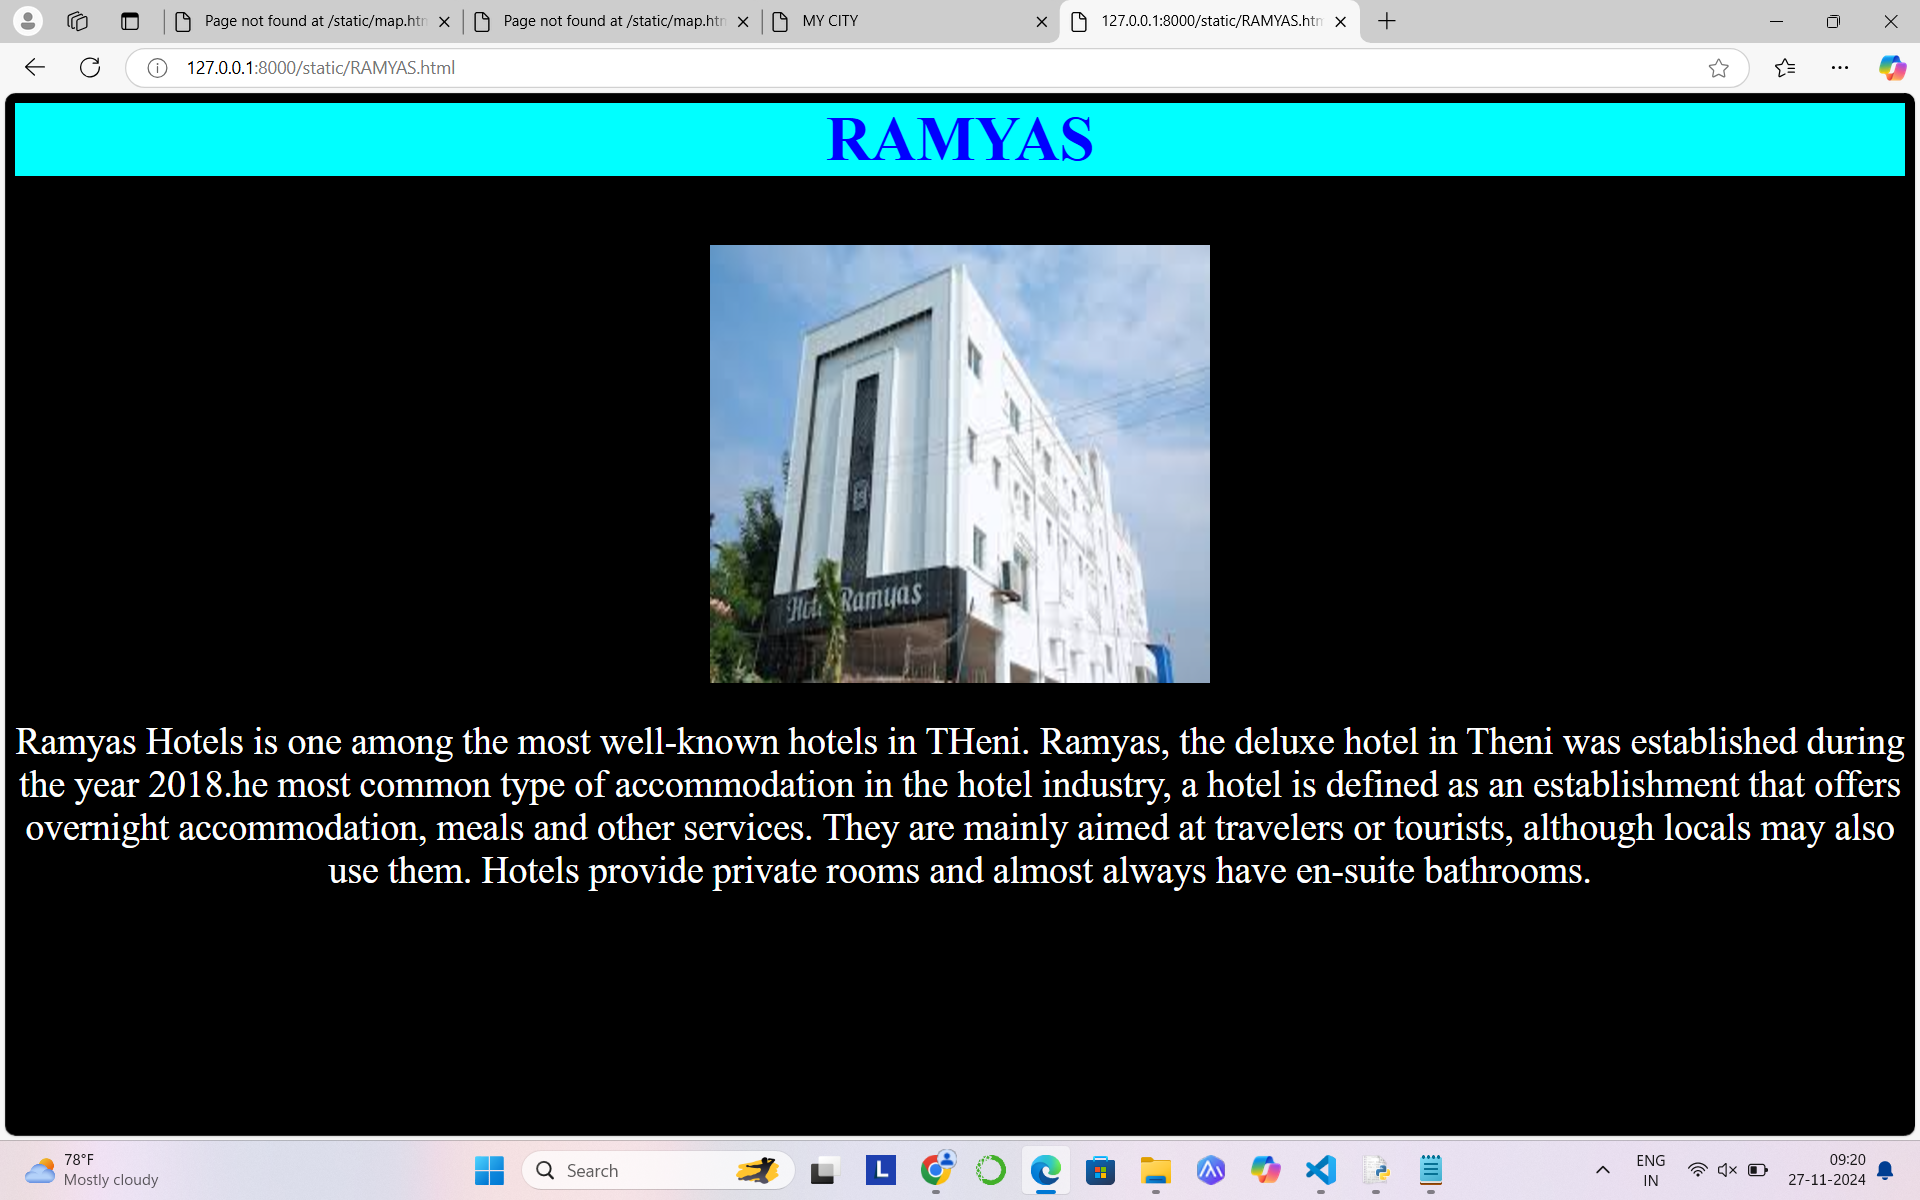 Page not found at /static/map.htm
Page not found at /static/map.htm
MY CITY
127.0.0.1:8000/static/RAMYAS.htm
127.0.0.1:8000/static/RAMYAS.html
RAMYAS
Hotel Ramyas
Ramyas Hotels is one among the most well-known hotels in THeni. Ramyas, the deluxe hotel in Theni was established during
the year 2018.he most common type of accommodation in the hotel industry, a hotel is defined as an establishment that offers
overnight accommodation, meals and other services. They are mainly aimed at travelers or tourists, although locals may also
use them. Hotels provide private rooms and almost always have en-suite bathrooms.
78°F
Mostly cloudy
Search
L
ENG
IN
09:20
27-11-2024